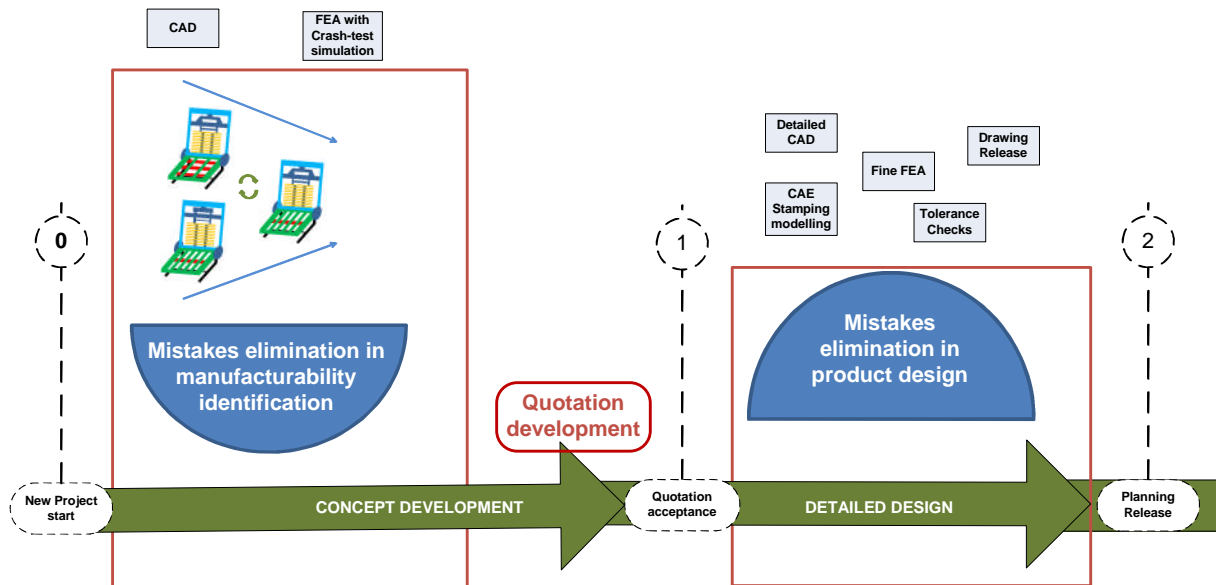 CAD
FEA with
Crash-test
simulation
Detailed
CAD
Drawing
Release
Fine FEA
CAE
Stamping
modelling
Tolerance
Checks
0
1
2
Mistakes elimination in
manufacturability
identification
Mistakes
elimination in
product design
Quotation
development
New Project
start
CONCEPT DEVELOPMENT
Quotation
acceptance
DETAILED DESIGN
Planning
Release